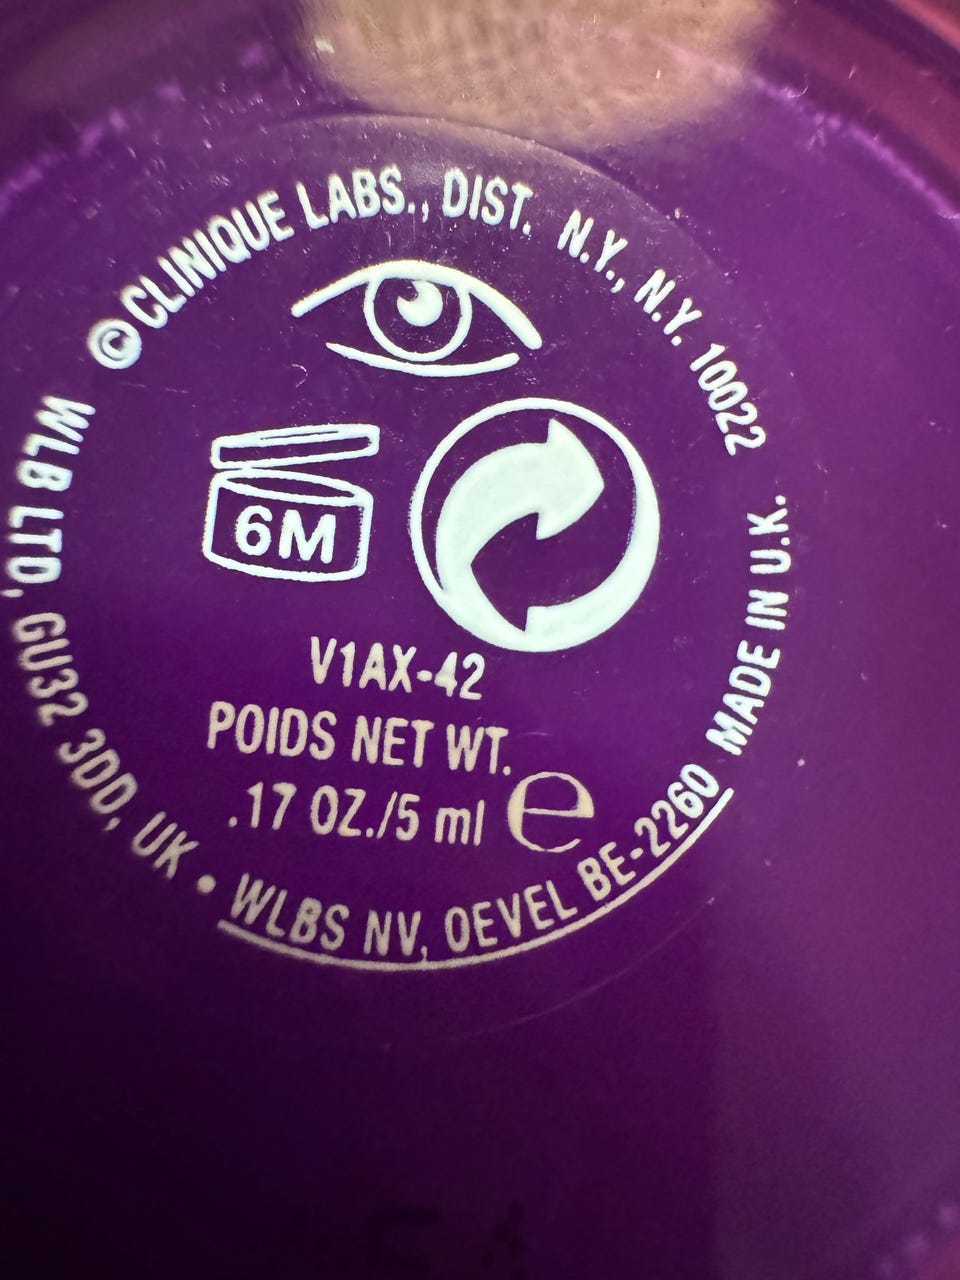 © CLINIQUE LABS., DIST. N.Y., N.Y. 10022
WLB LTD, GU32 3DD, UK • WLBS NV, OEVEL BE-2260 MADE IN U.K.
6M
V1AX-42
POIDS NET WT.
.17 OZ./5 ml e